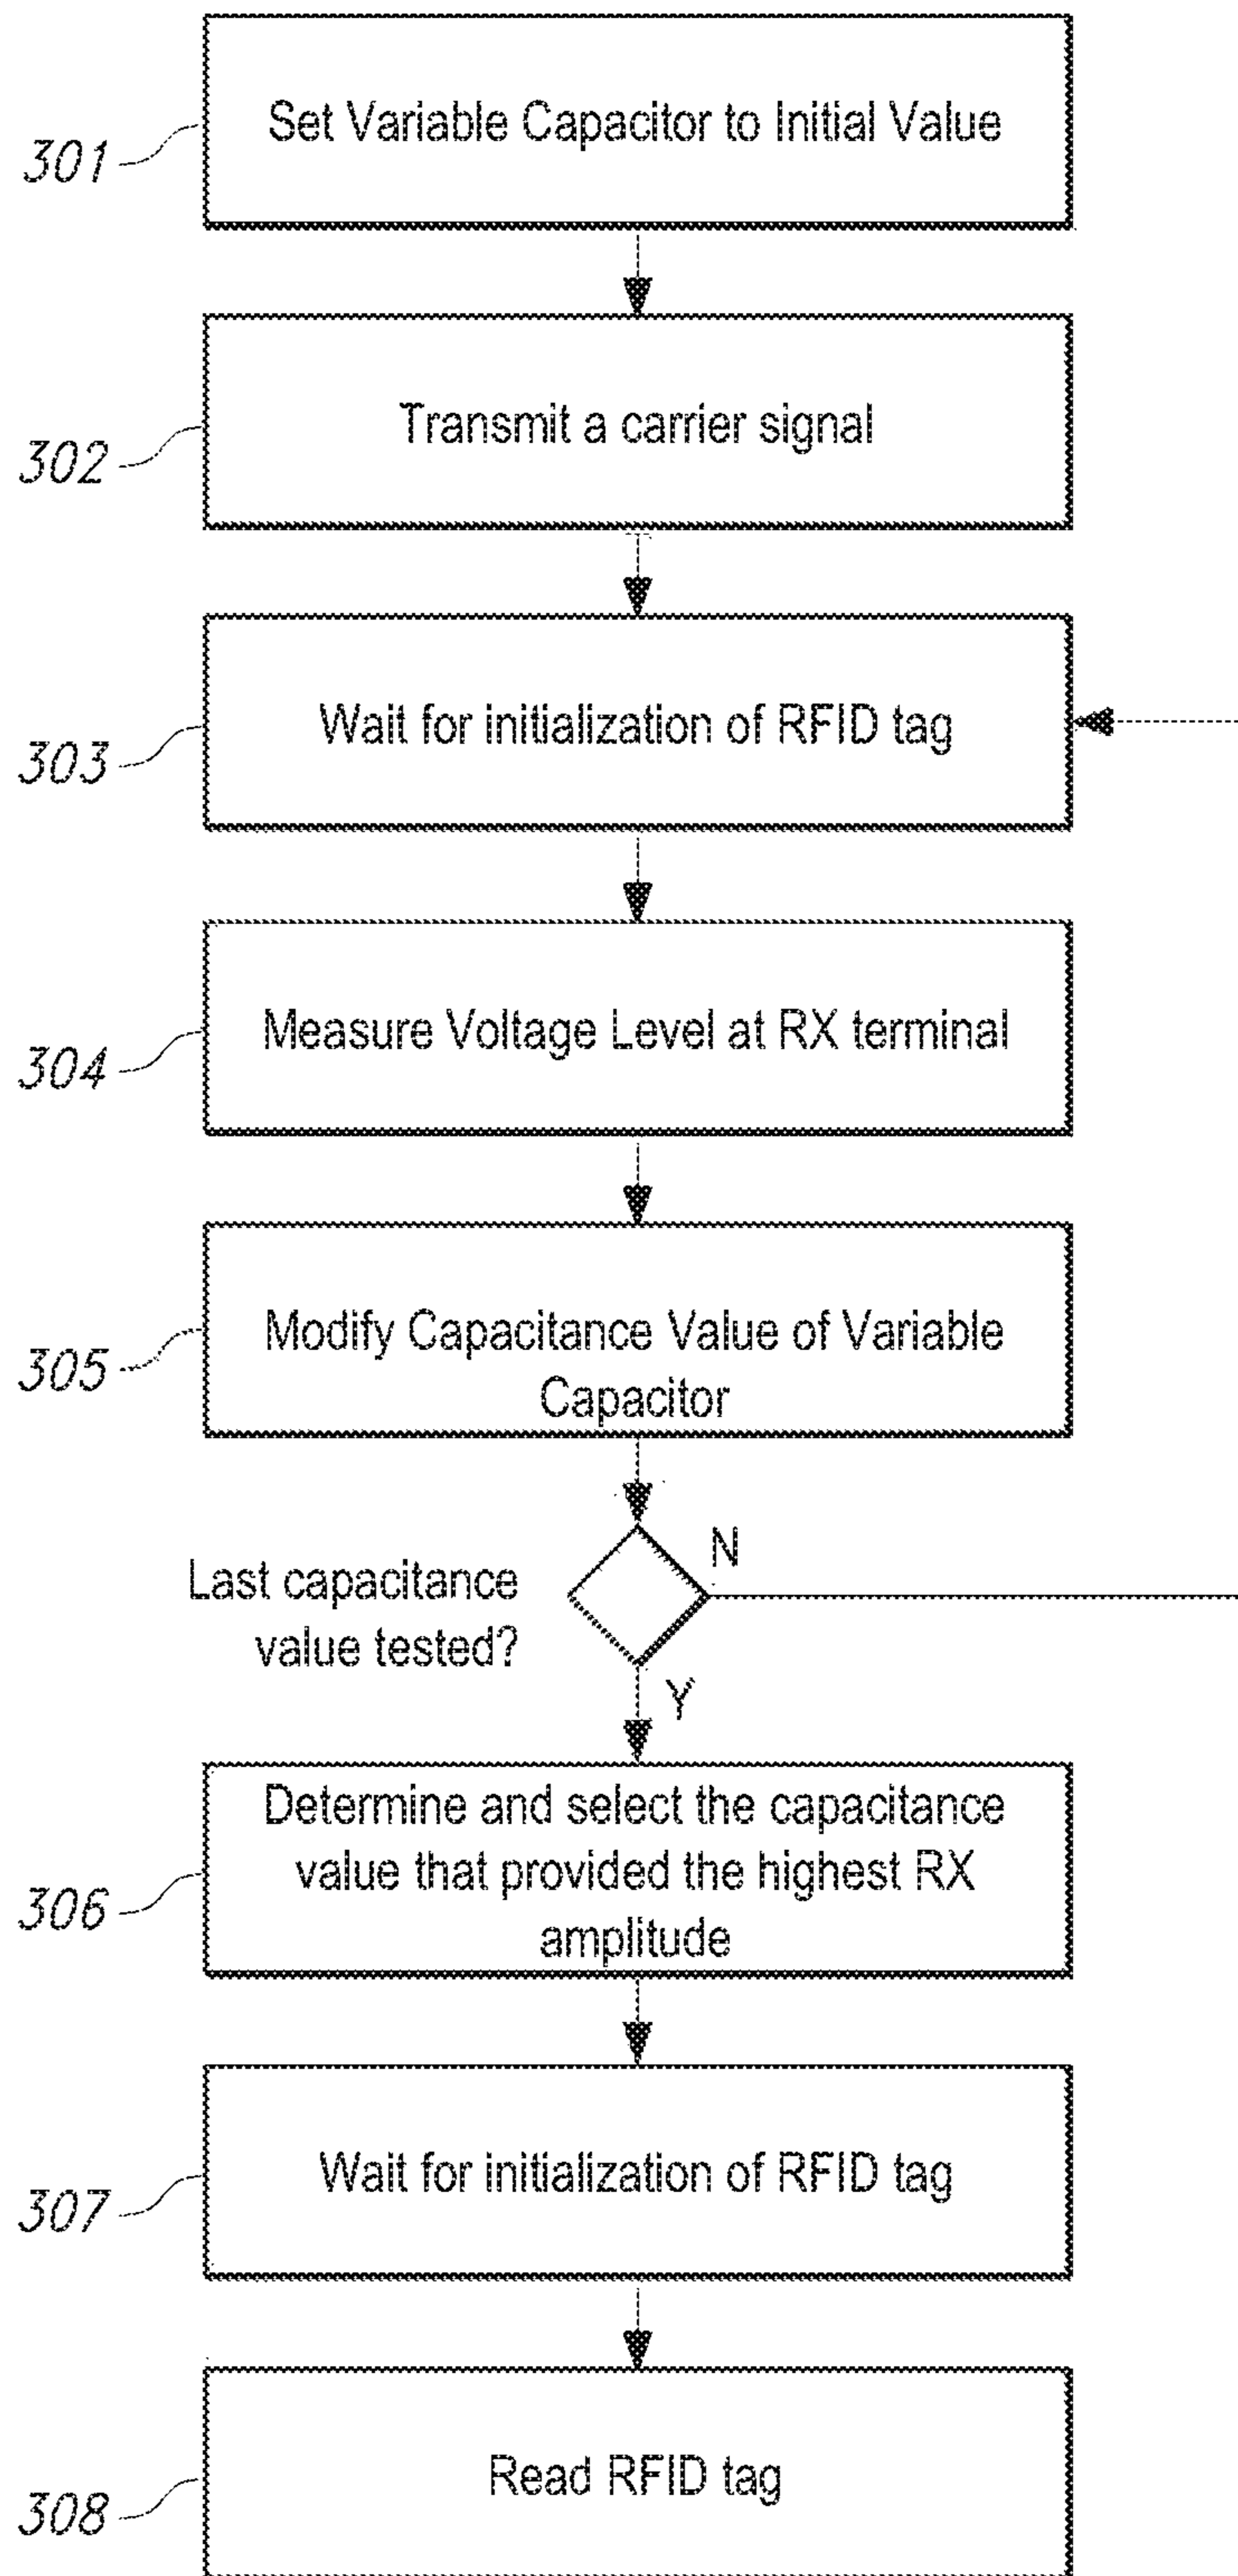 301
Set Variable Capacitor to Initial Value
302
Transmit a carrier signal
303
Wait for initialization of RFID tag
304
Measure Voltage Level at RX terminal
305
Modify Capacitance Value of Variable
Capacitor
Last capacitance
value tested?
N
Y
306
Determine and select the capacitance
value that provided the highest RX
amplitude
307
Wait for initialization of RFID tag
308
Read RFID tag